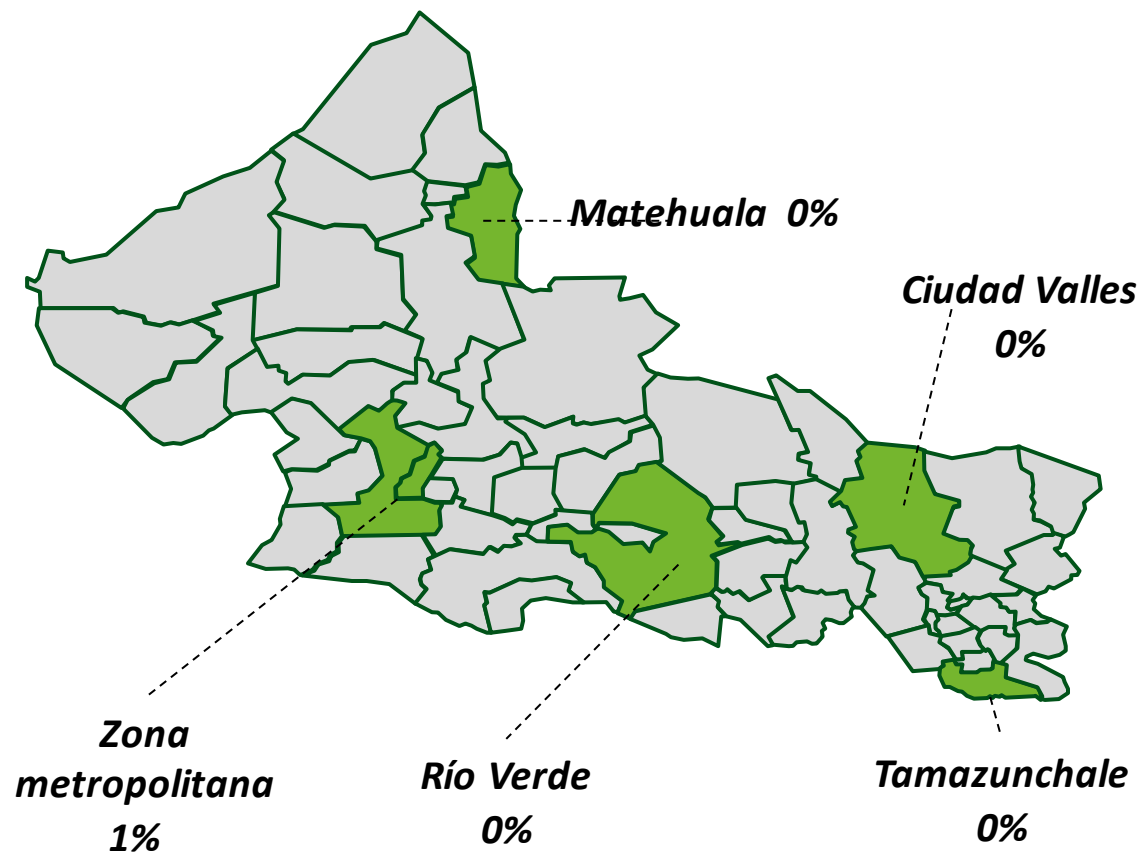 Matehuala 0%
Ciudad Valles
0%
Zona
metropolitana
1%
Río Verde
0%
Tamazunchale
0%